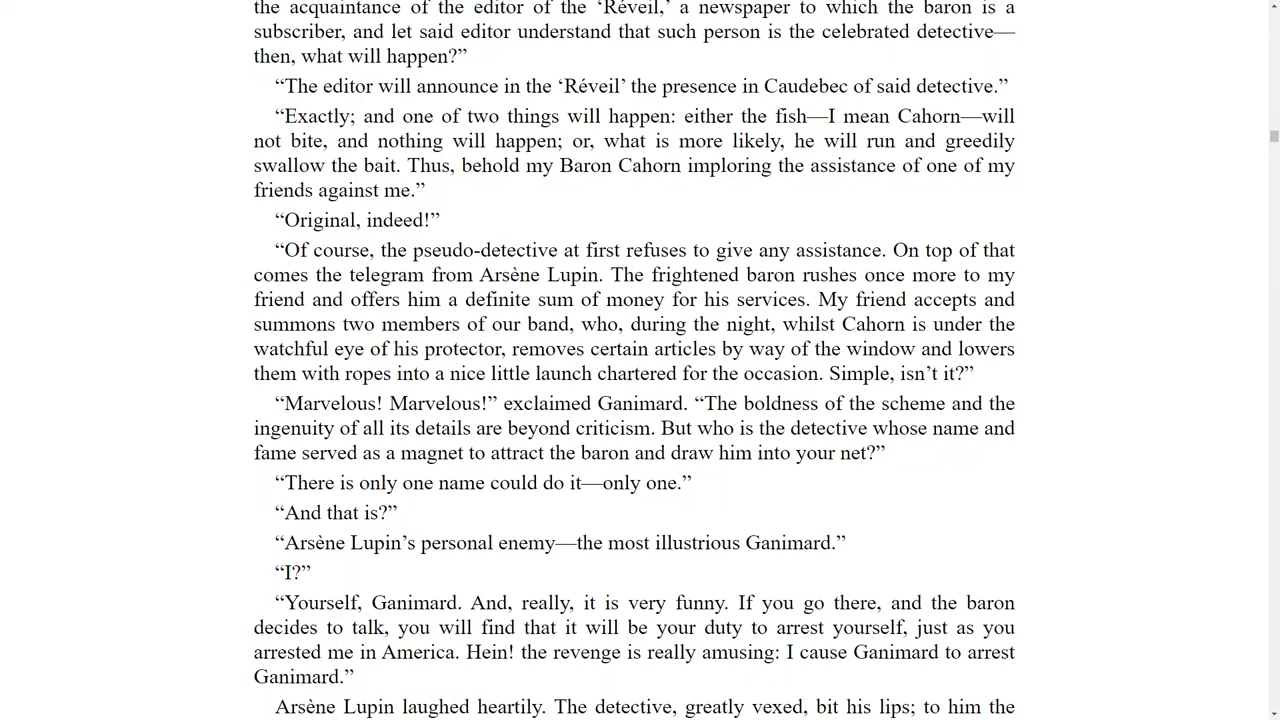 the acquaintance of the editor of the ‘Réveil,’ a newspaper to which the baron is a
subscriber, and let said editor understand that such person is the celebrated detective—
then, what will happen?”
“The editor will announce in the ‘Réveil’ the presence in Caudebec of said detective.”
“Exactly; and one of two things will happen: either the fish—I mean Cahorn—will
not bite, and nothing will happen; or, what is more likely, he will run and greedily
swallow the bait. Thus, behold my Baron Cahorn imploring the assistance of one of my
friends against me.”
“Original, indeed!”
“Of course, the pseudo-detective at first refuses to give any assistance. On top of that
comes the telegram from Arsène Lupin. The frightened baron rushes once more to my
friend and offers him a definite sum of money for his services. My friend accepts and
summons two members of our band, who, during the night, whilst Cahorn is under the
watchful eye of his protector, removes certain articles by way of the window and lowers
them with ropes into a nice little launch chartered for the occasion. Simple, isn’t it?”
“Marvelous! Marvelous!” exclaimed Ganimard. “The boldness of the scheme and the
ingenuity of all its details are beyond criticism. But who is the detective whose name and
fame served as a magnet to attract the baron and draw him into your net?”
“There is only one name could do it—only one.”
“And that is?”
“Arsène Lupin’s personal enemy—the most illustrious Ganimard.”
“I?”
“Yourself, Ganimard. And, really, it is very funny. If you go there, and the baron
decides to talk, you will find that it will be your duty to arrest yourself, just as you
arrested me in America. Hein! the revenge is really amusing: I cause Ganimard to arrest
Ganimard.”
Arsène Lupin laughed heartily. The detective, greatly vexed, bit his lips; to him the